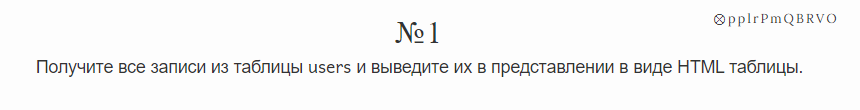 ⊗pplrPmQBRVO
№1
Получите все записи из таблицы users и выведите их в представлении в виде HTML таблицы.